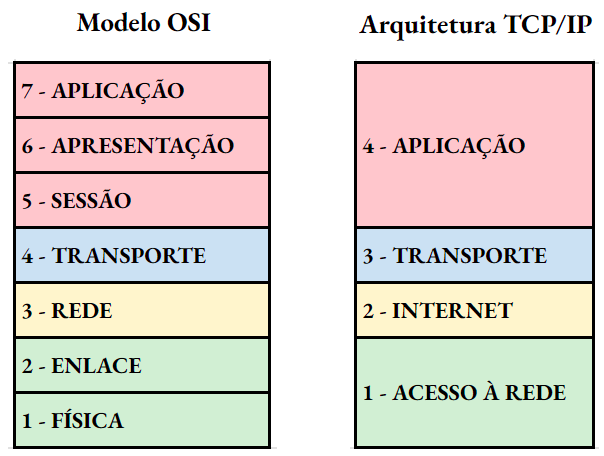 Modelo OSI
7 - APLICAÇÃO
6 - APRESENTAÇÃO
5 - SESSÃO
4 - TRANSPORTE
3 - REDE
2 - ENLACE
1 - FÍSICA
Arquitetura TCP/IP
4 - APLICAÇÃO
3 - TRANSPORTE
2 - INTERNET
1 - ACESSO À REDE